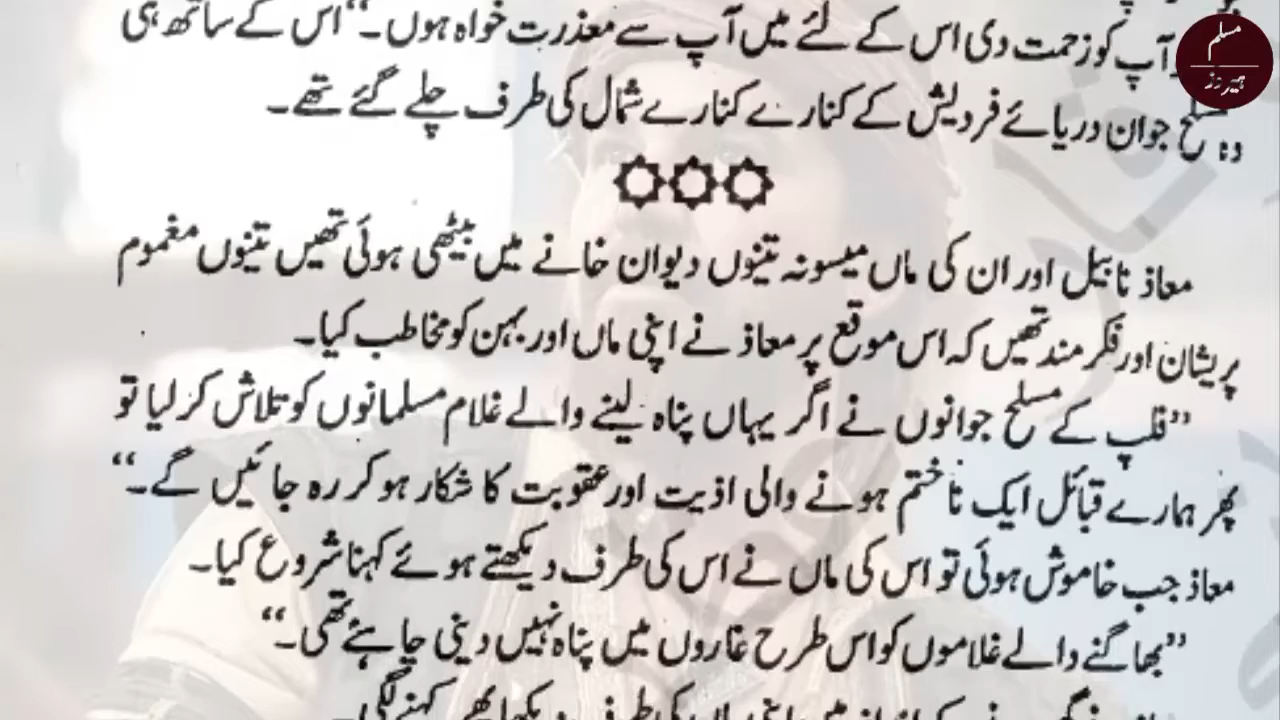 آپ کو زحمت دی اس کے لئے میں آپ سے معذرت خواہ ہوں۔“ اس کے ساتھ ہی
وہ مسلح جوان دریائے فردیش کے کنارے کنارے شمال کی طرف چلے گئے تھے۔
معاذ نابیل اور ان کی ماں میسونہ تینوں دیوان خانے میں بیٹھی ہوئی تھیں تینوں مغموم
پریشان اور فکر مند تھیں کہ اس موقع پر معاذ نے اپنی ماں اور بہن کو مخاطب کیا۔
”فلپ کے مسلح جوانوں نے اگر یہاں پناہ لینے والے غلام مسلمانوں کو تلاش کر لیا تو
پھر ہمارے قبائل ایک نا ختم ہونے والی اذیت اور عقوبت کا شکار ہو کر رہ جائیں گے۔“
معاذ جب خاموش ہوئی تو اس کی ماں نے اس کی طرف دیکھتے ہوئے کہنا شروع کیا۔
”بھاگنے والے غلاموں کو اس طرح غاروں میں پناہ نہیں دینی چاہئے تھی۔“
مسلم
ہیروز